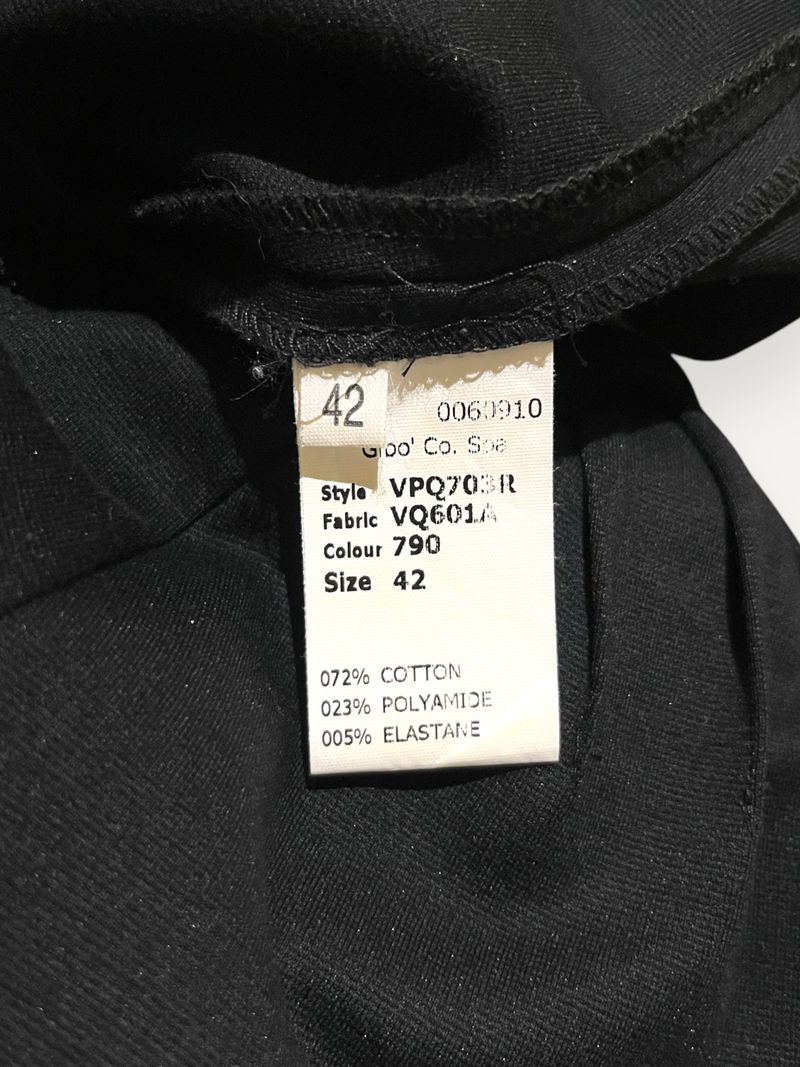 42
0060910
Gibo' Co. Spa
Style VPQ703R
Fabric VQ601A
Colour 790
Size 42
072% COTTON
023% POLYAMIDE
005% ELASTANE